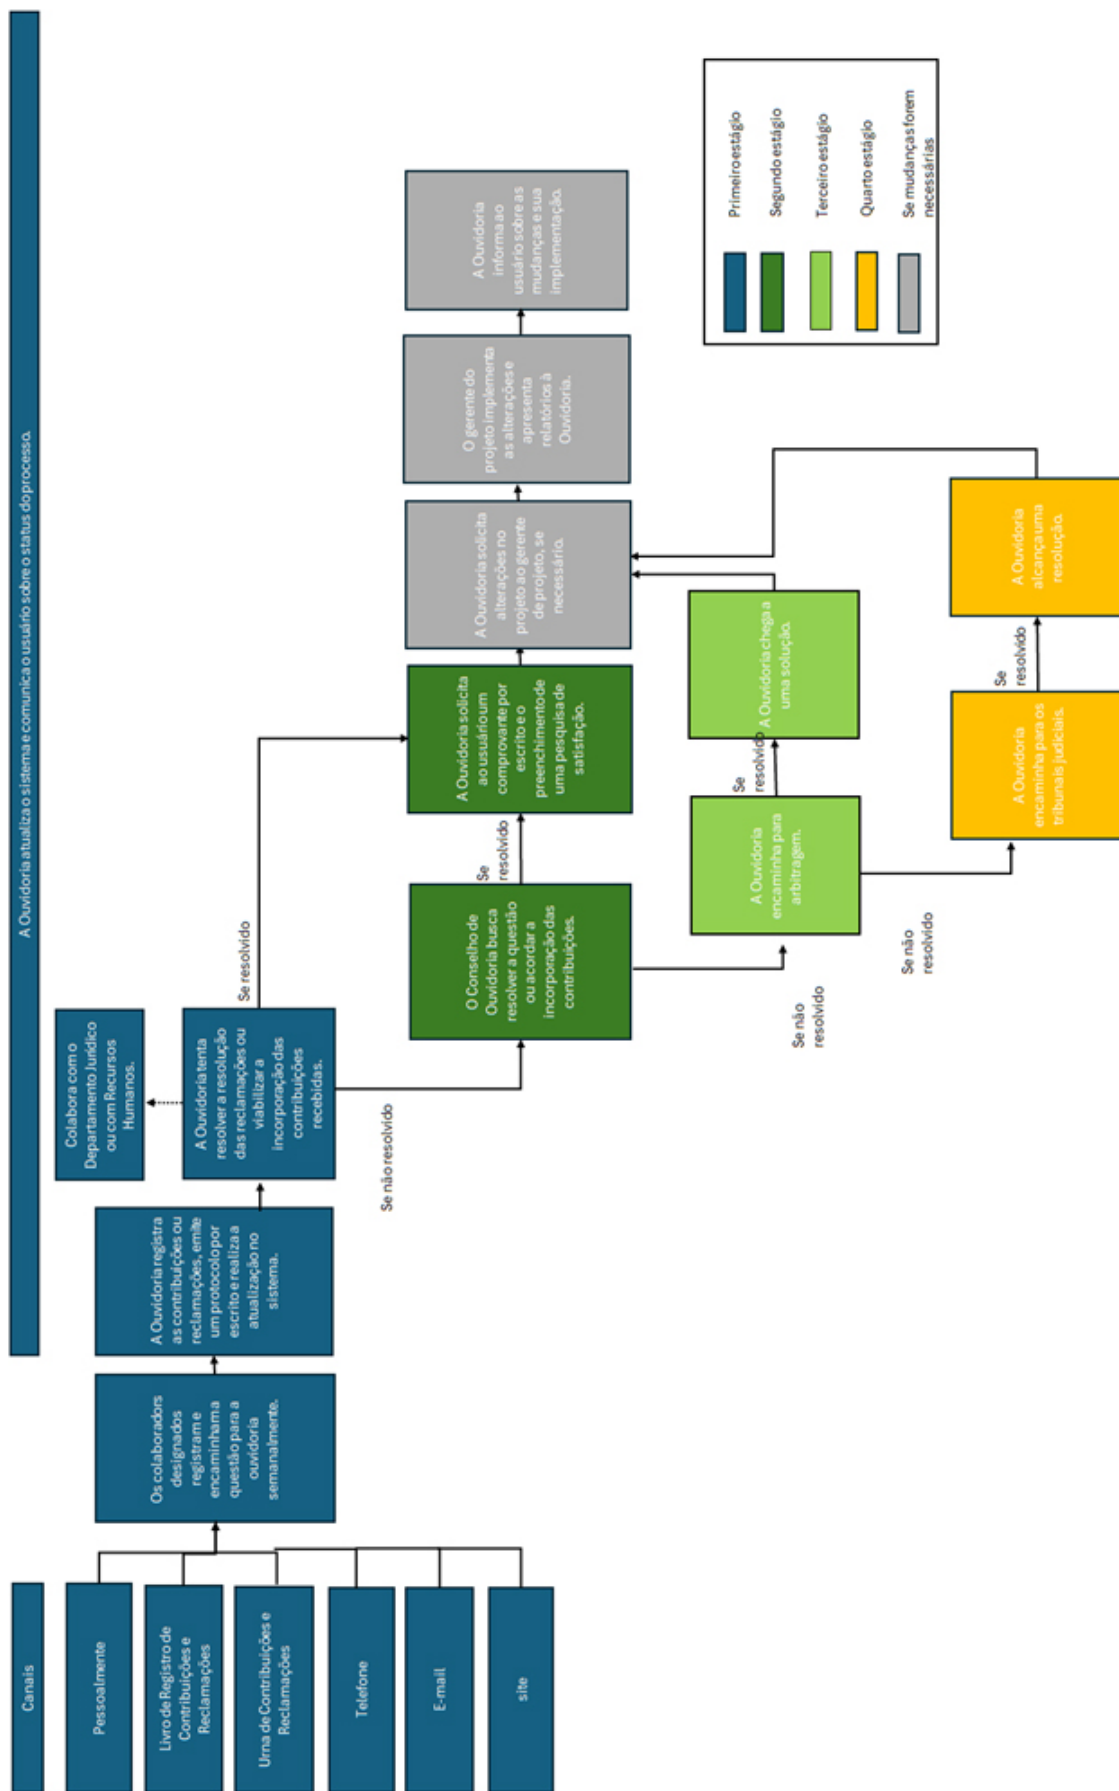 A Ouvidoria atualiza o sistema e comunica o usuário sobre o status do processo.
Canais
Pessoalmente
Livro de Registro de
Contribuições e
Reclamações
Urna de Contribuições e
Reclamações
Telefone
E-mail
site
Os colaboradors
designados
registram e
encaminham a
questão para a
ouvidoria
semanalmente.
A Ouvidoria registra
as contribuições ou
reclamações, emite
um protocolo por
escrito e realiza a
atualização no
sistema.
Colabora com o
Departamento Jurídico
ou com Recursos
Humanos.
A Ouvidoria tenta
resolver a resolução
das reclamações ou
viabilizar a
incorporação das
contribuições
recebidas.
Se resolvido
Se não resolvido
O Conselho de
Ouvidoria busca
resolver a questão
ou acordar a
incorporação das
contribuições.
Se
resolvido
A Ouvidoria solicita
ao usuário um
comprovante por
escrito e o
preenchimento de
uma pesquisa de
satisfação.
A Ouvidoria solicita
alterações no
projeto ao gerente
de projeto, se
necessário.
O gerente do
projeto implementa
as alterações e
apresenta
relatórios à
Ouvidoria.
A Ouvidoria
informa ao
usuário sobre as
mudanças e sua
implementação.
Se não
resolvido
A Ouvidoria
encaminha para
arbitragem.
Se
resolvido
A Ouvidoria chega a
uma solução.
Se não
resolvido
A Ouvidoria
encaminha para os
tribunais judiciais.
Se
resolvido
A Ouvidoria
alcança uma
resolução.
Primeiro estágio
Segundo estágio
Terceiro estágio
Quarto estágio
Se mudanças forem
necessárias